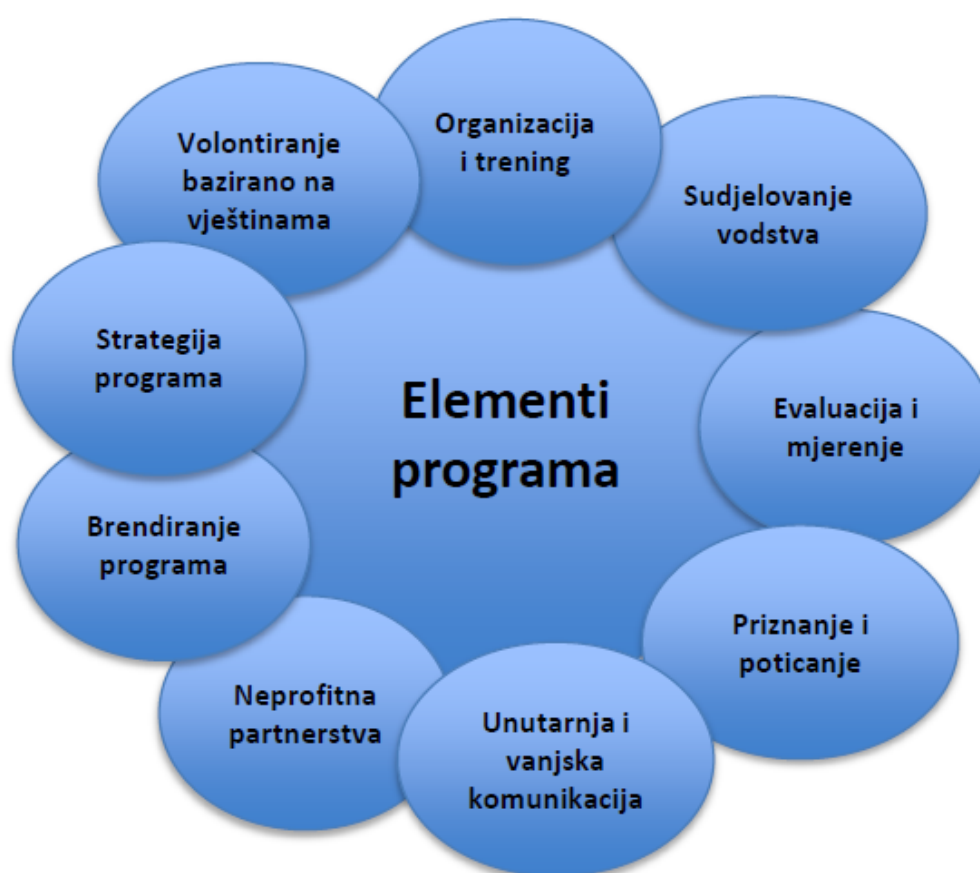 Organizacija
i trening
Sudjelovanje
vodstva
Evaluacija i
mjerenje
Priznanje i
poticanje
Unutarnja i
vanjska
komunikacija
Neprofitna
partnerstva
Brendiranje
programa
Strategija
programa
Volontiranje
bazirano na
vještinama
Elementi
programa